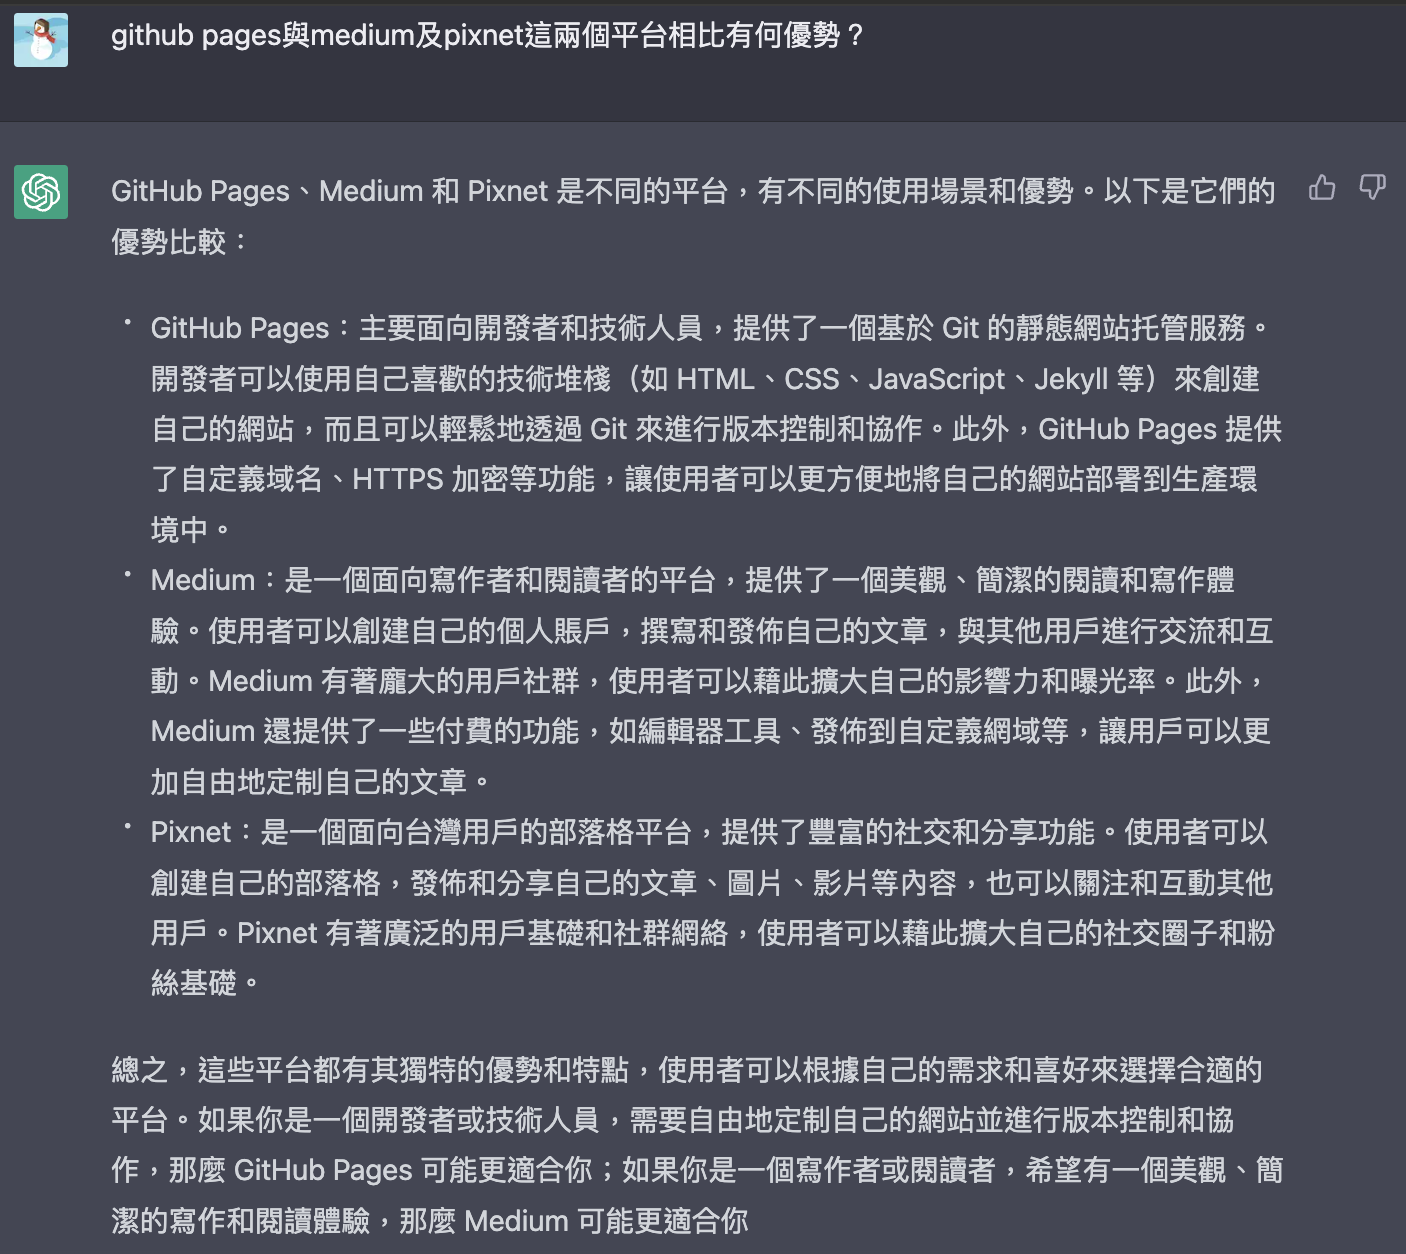 github pages與medium及pixnet這兩個平台相比有何優勢？
GitHub Pages、Medium 和 Pixnet 是不同的平台，有不同的使用場景和優勢。以下是它們的
優勢比較：
• GitHub Pages：主要面向開發者和技術人員，提供了一個基於 Git 的靜態網站托管服務。
開發者可以使用自己喜歡的技術堆棧（如 HTML、CSS、JavaScript、Jekyll 等）來創建
自己的網站，而且可以輕鬆地透過 Git 來進行版本控制和協作。此外，GitHub Pages 提供
了自定義域名、HTTPS 加密等功能，讓使用者可以更方便地將自己的網站部署到生產環
境中。
• Medium：是一個面向寫作者和閱讀者的平台，提供了一個美觀、簡潔的閱讀和寫作體
驗。使用者可以創建自己的個人賬戶，撰寫和發佈自己的文章，與其他用戶進行交流和互
動。Medium 有著龐大的用戶社群，使用者可以藉此擴大自己的影響力和曝光率。此外，
Medium 還提供了一些付費的功能，如編輯器工具、發佈到自定義網域等，讓用戶可以更
加自由地定制自己的文章。
• Pixnet：是一個面向台灣用戶的部落格平台，提供了豐富的社交和分享功能。使用者可以
創建自己的部落格，發佈和分享自己的文章、圖片、影片等內容，也可以關注和互動其他
用戶。Pixnet 有著廣泛的用戶基礎和社群網絡，使用者可以藉此擴大自己的社交圈子和粉
絲基礎。
總之，這些平台都有其獨特的優勢和特點，使用者可以根據自己的需求和喜好來選擇合適的
平台。如果你是一個開發者或技術人員，需要自由地定制自己的網站並進行版本控制和協
作，那麼 GitHub Pages 可能更適合你；如果你是一個寫作者或閱讀者，希望有一個美觀、簡
潔的寫作和閱讀體驗，那麼 Medium 可能更適合你